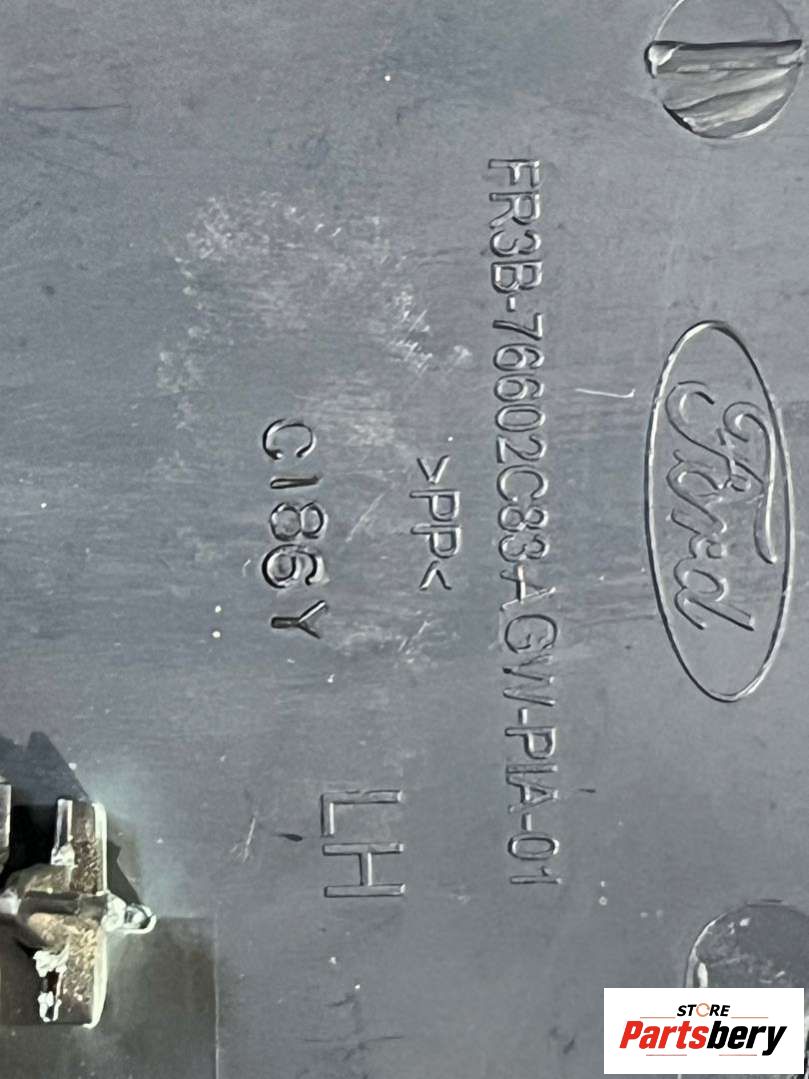 Ford
FR3B-76602C83-AGW-PIA-01
>PP<
C186Y
LH
STORE
Partsbery